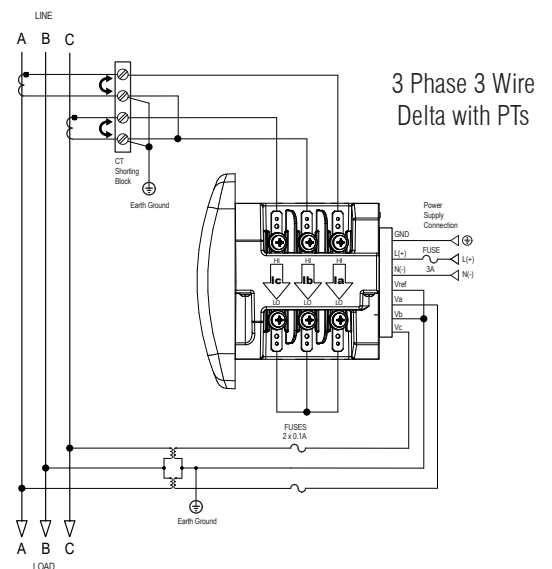 LINE
A B C
3 Phase 3 Wire
Delta with PTs
CT
Shorting
Block
Earth Ground
Power
Supply
Connection
GND
L(+)
FUSE
L(+)
N(-)
3A
N(-)
Vref
Va
Vb
Vc
HI HI HI
Ic Ib Ia
LO LO LO
FUSES
2 x 0.1A
Earth Ground
A B C
LOAD